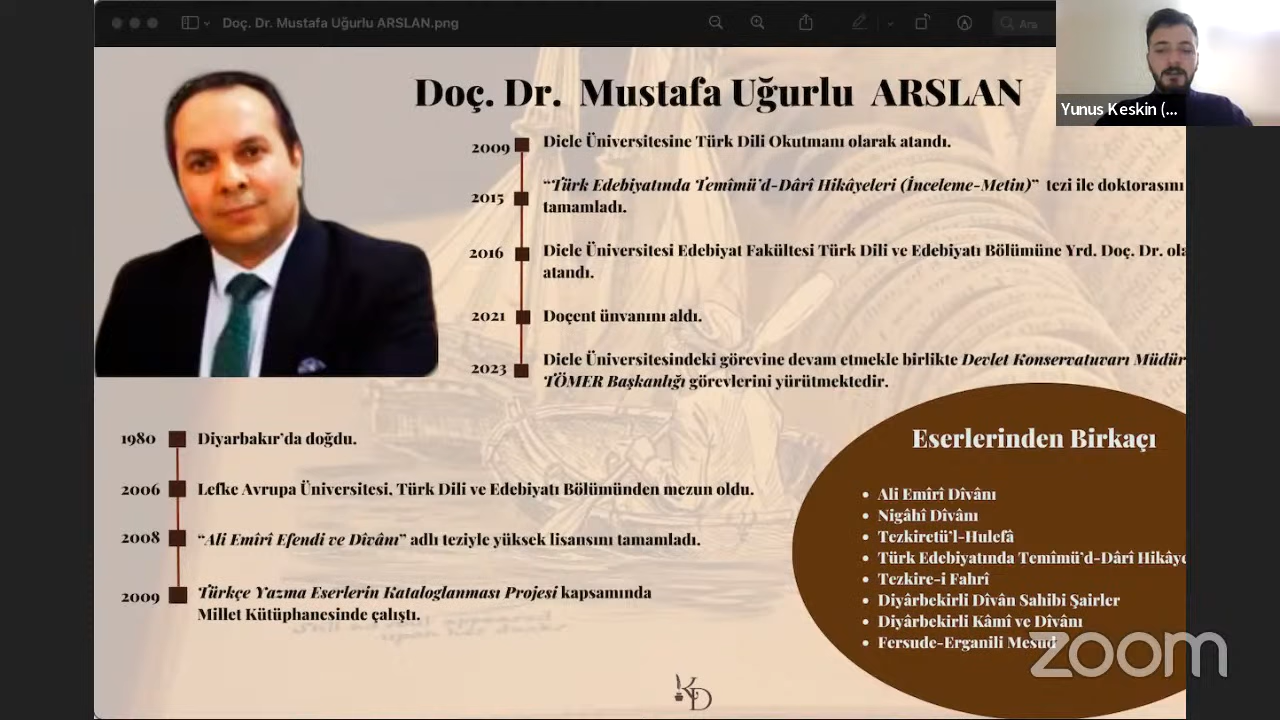 Doç. Dr. Mustafa Uğurlu ARSLAN.png
Ara
Yunus Keskin (...
Doç. Dr. Mustafa Uğurlu ARSLAN
2009 Dicle Üniversitesine Türk Dili Okutmanı olarak atandı.
2015 “Türk Edebiyatında Temîmü’d-Dârî Hikâyeleri (İnceleme-Metin)” tezi ile doktorasını
tamamladı.
2016 Dicle Üniversitesi Edebiyat Fakültesi Türk Dili ve Edebiyatı Bölümüne Yrd. Doç. Dr. ola
atandı.
2021 Doçent ünvanını aldı.
2023 Dicle Üniversitesindeki görevine devam etmekle birlikte Devlet Konservatuvarı Müdür
TÖMER Başkanlığı görevlerini yürütmektedir.
1980 Diyarbakır’da doğdu.
2006 Lefke Avrupa Üniversitesi, Türk Dili ve Edebiyatı Bölümünden mezun oldu.
2008 “Ali Emîrî Efendi ve Dîvânı” adlı teziyle yüksek lisansını tamamladı.
2009 Türkçe Yazma Eserlerin Kataloglanması Projesi kapsamında
Millet Kütüphanesinde çalıştı.
Eserlerinden Birkaçı
• Ali Emîrî Dîvânı
• Nigâhî Dîvânı
• Tezkiretü’l-Hulefâ
• Türk Edebiyatında Temîmü’d-Dârî Hikâye
• Tezkire-i Fahrî
• Diyârbekirli Dîvân Sahibi Şairler
• Diyârbekirli Kâmî ve Dîvânı
• Fersude-Erganili Mesud
zoom
KD